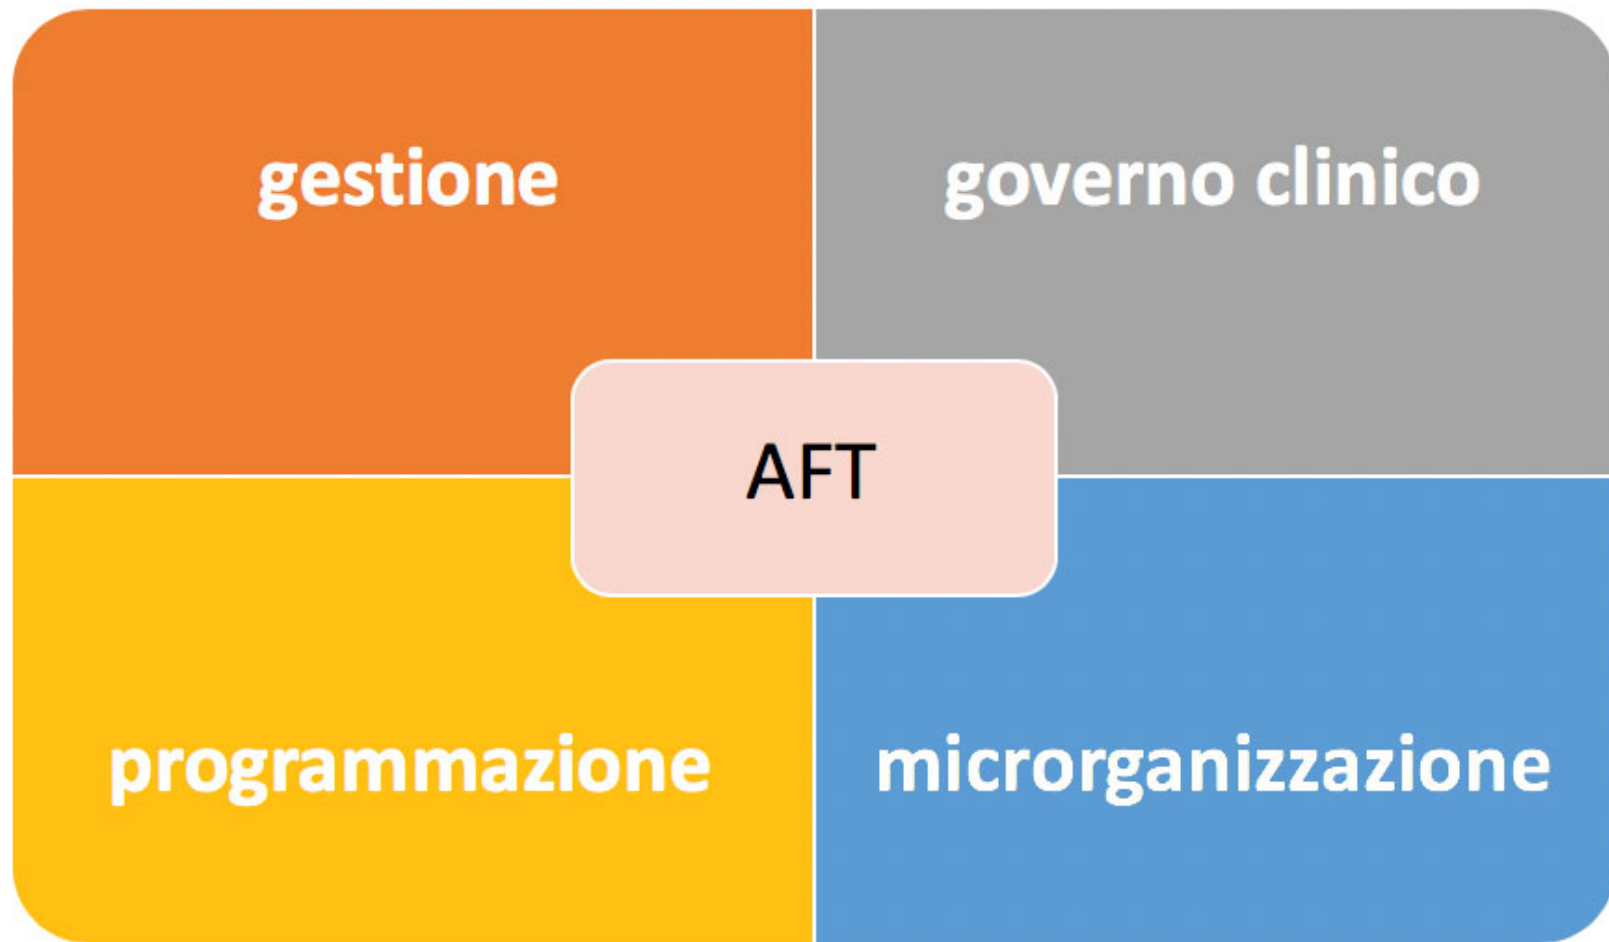 gestione
governo clinico
AFT
programmazione
microrganizzazione